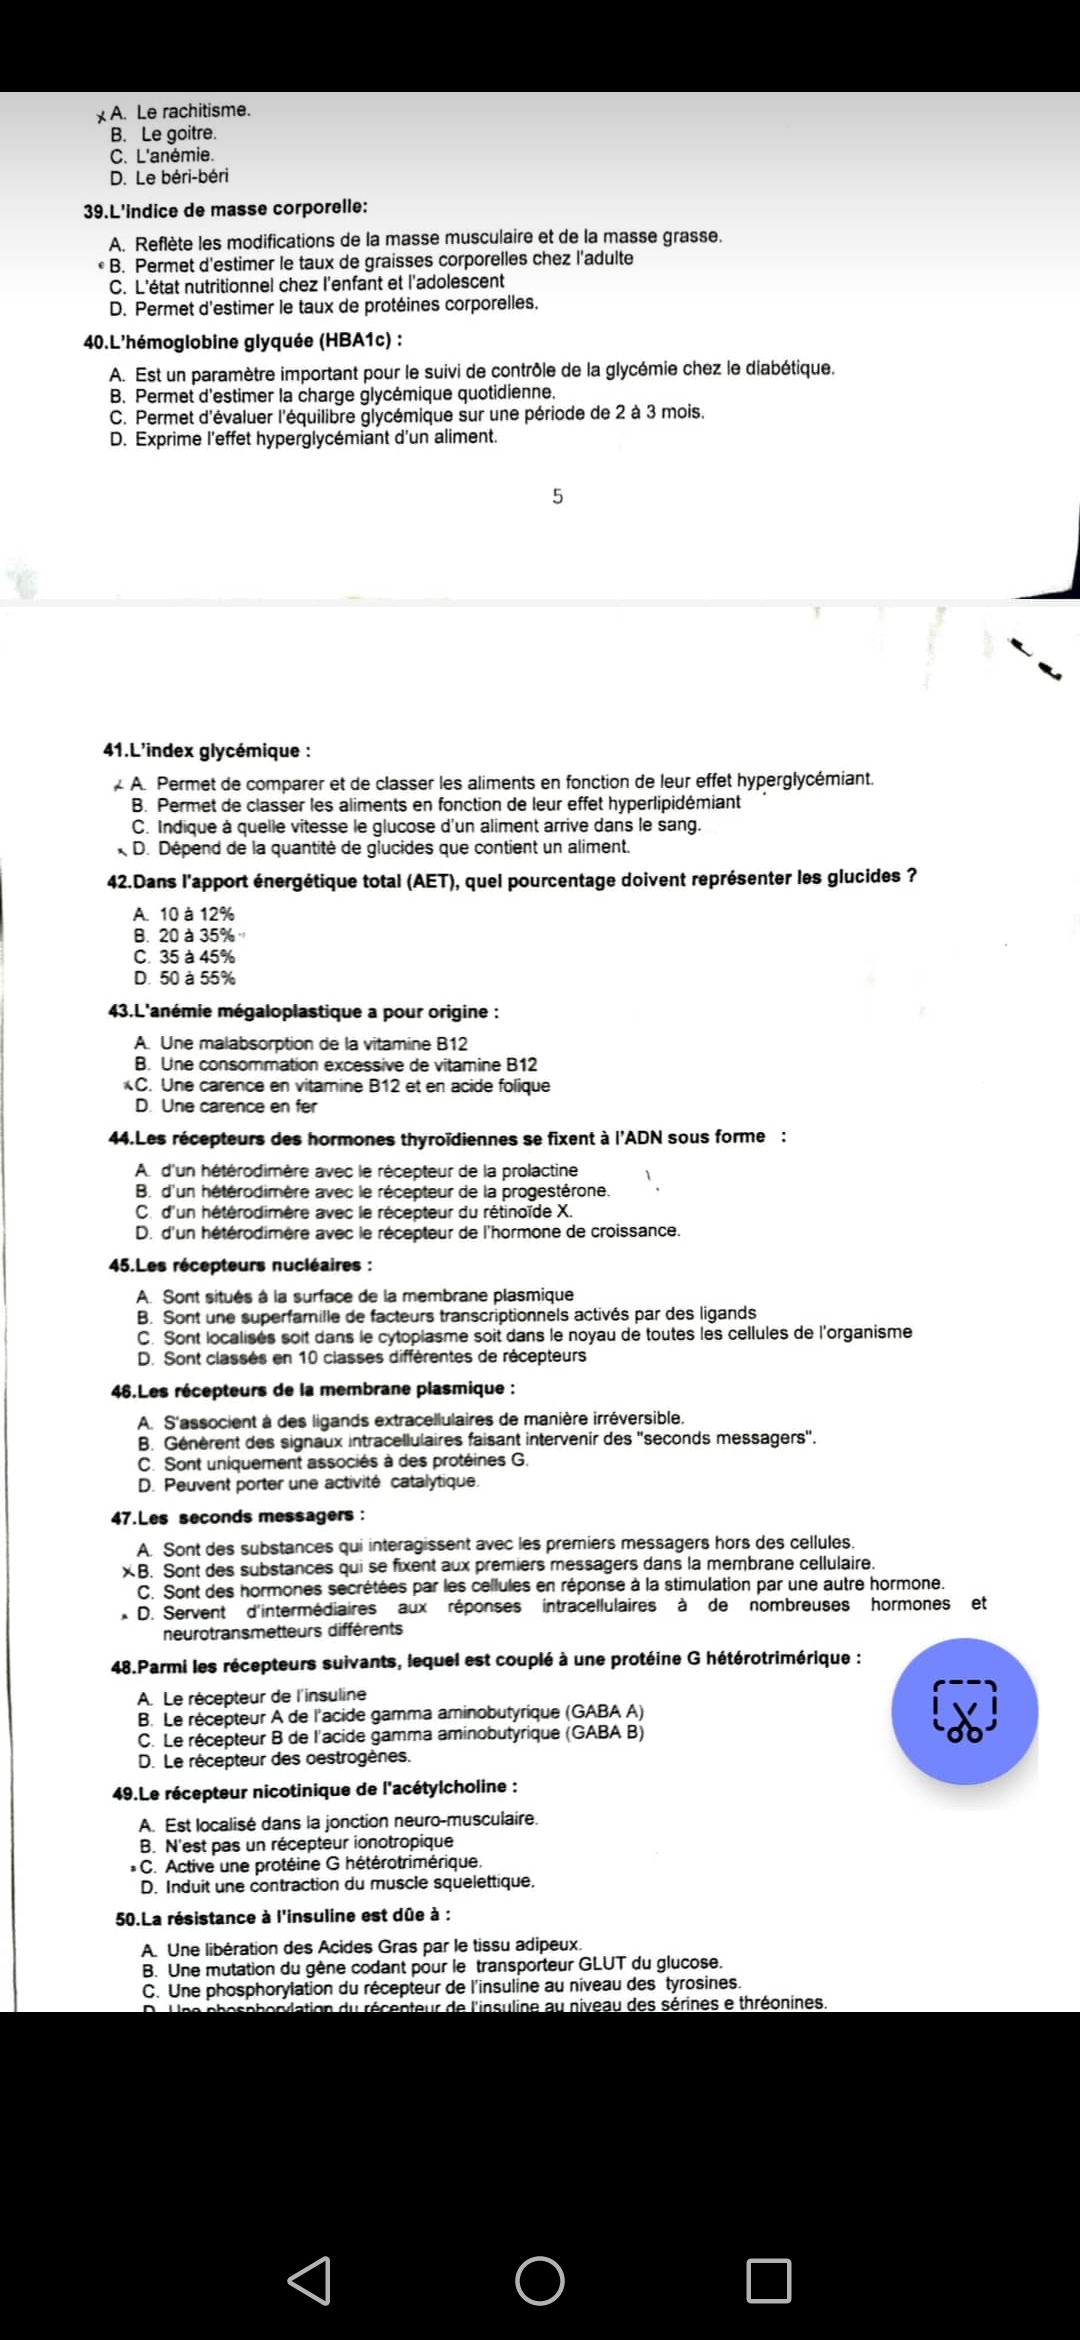 A. Le rachitisme.
B. Le goitre.
C. L'anémie.
D. Le béri-béri
39.L'indice de masse corporelle:
A. Reflète les modifications de la masse musculaire et de la masse grasse.
B. Permet d'estimer le taux de graisses corporelles chez l'adulte
C. L'état nutritionnel chez l'enfant et l'adolescent
D. Permet d'estimer le taux de protéines corporelles.
40.L'hémoglobine glyquée (HBA1c) :
A. Est un paramètre important pour le suivi de contrôle de la glycémie chez le diabétique.
B. Permet d'estimer la charge glycémique quotidienne.
C. Permet d'évaluer l'équilibre glycémique sur une période de 2 à 3 mois.
D. Exprime l'effet hyperglycémiant d'un aliment.
5
41.L'index glycémique :
A. Permet de comparer et de classer les aliments en fonction de leur effet hyperglycémiant.
B. Permet de classer les aliments en fonction de leur effet hyperlipidémiant
C. Indique à quelle vitesse le glucose d'un aliment arrive dans le sang.
D. Dépend de la quantité de glucides que contient un aliment.
42.Dans l'apport énergétique total (AET), quel pourcentage doivent représenter les glucides ?
A. 10 à 12%
B. 20 à 35%
C. 35 à 45%
D. 50 à 55%
43.L'anémie mégaloplastique a pour origine :
A. Une malabsorption de la vitamine B12
B. Une consommation excessive de vitamine B12
C. Une carence en vitamine B12 et en acide folique
D. Une carence en fer
44.Les récepteurs des hormones thyroïdiennes se fixent à l'ADN sous forme :
A. d'un hétérodimère avec le récepteur de la prolactine
B. d'un hétérodimère avec le récepteur de la progestérone.
C. d'un hétérodimère avec le récepteur du rétinoïde X.
D. d'un hétérodimère avec le récepteur de l'hormone de croissance.
45.Les récepteurs nucléaires :
A. Sont situés à la surface de la membrane plasmique
B. Sont une superfamille de facteurs transcriptionnels activés par des ligands
C. Sont localisés soit dans le cytoplasme soit dans le noyau de toutes les cellules de l'organisme
D. Sont classés en 10 classes différentes de récepteurs
46.Les récepteurs de la membrane plasmique :
A. S'associent à des ligands extracellulaires de manière irréversible.
B. Génèrent des signaux intracellulaires faisant intervenir des "seconds messagers".
C. Sont uniquement associés à des protéines G.
D. Peuvent porter une activité catalytique.
47.Les seconds messagers :
A. Sont des substances qui interagissent avec les premiers messagers hors des cellules.
B. Sont des substances qui se fixent aux premiers messagers dans la membrane cellulaire.
C. Sont des hormones secrétées par les cellules en réponse à la stimulation par une autre hormone.
D. Servent d'intermédiaires aux réponses intracellulaires à de nombreuses hormones et
neurotransmetteurs différents
48.Parmi les récepteurs suivants, lequel est couplé à une protéine G hétérotrimérique :
A. Le récepteur de l'insuline
B. Le récepteur A de l'acide gamma aminobutyrique (GABA A)
C. Le récepteur B de l'acide gamma aminobutyrique (GABA B)
D. Le récepteur des oestrogènes.
49.Le récepteur nicotinique de l'acétylcholine :
A. Est localisé dans la jonction neuro-musculaire.
B. N'est pas un récepteur ionotropique
C. Active une protéine G hétérotrimérique.
D. Induit une contraction du muscle squelettique.
50.La résistance à l'insuline est dûe à :
A. Une libération des Acides Gras par le tissu adipeux.
B. Une mutation du gène codant pour le transporteur GLUT du glucose.
C. Une phosphorylation du récepteur de l'insuline au niveau des tyrosines.
D. Une phosphorylation du récepteur de l'insuline au niveau des sérines e thréonines.